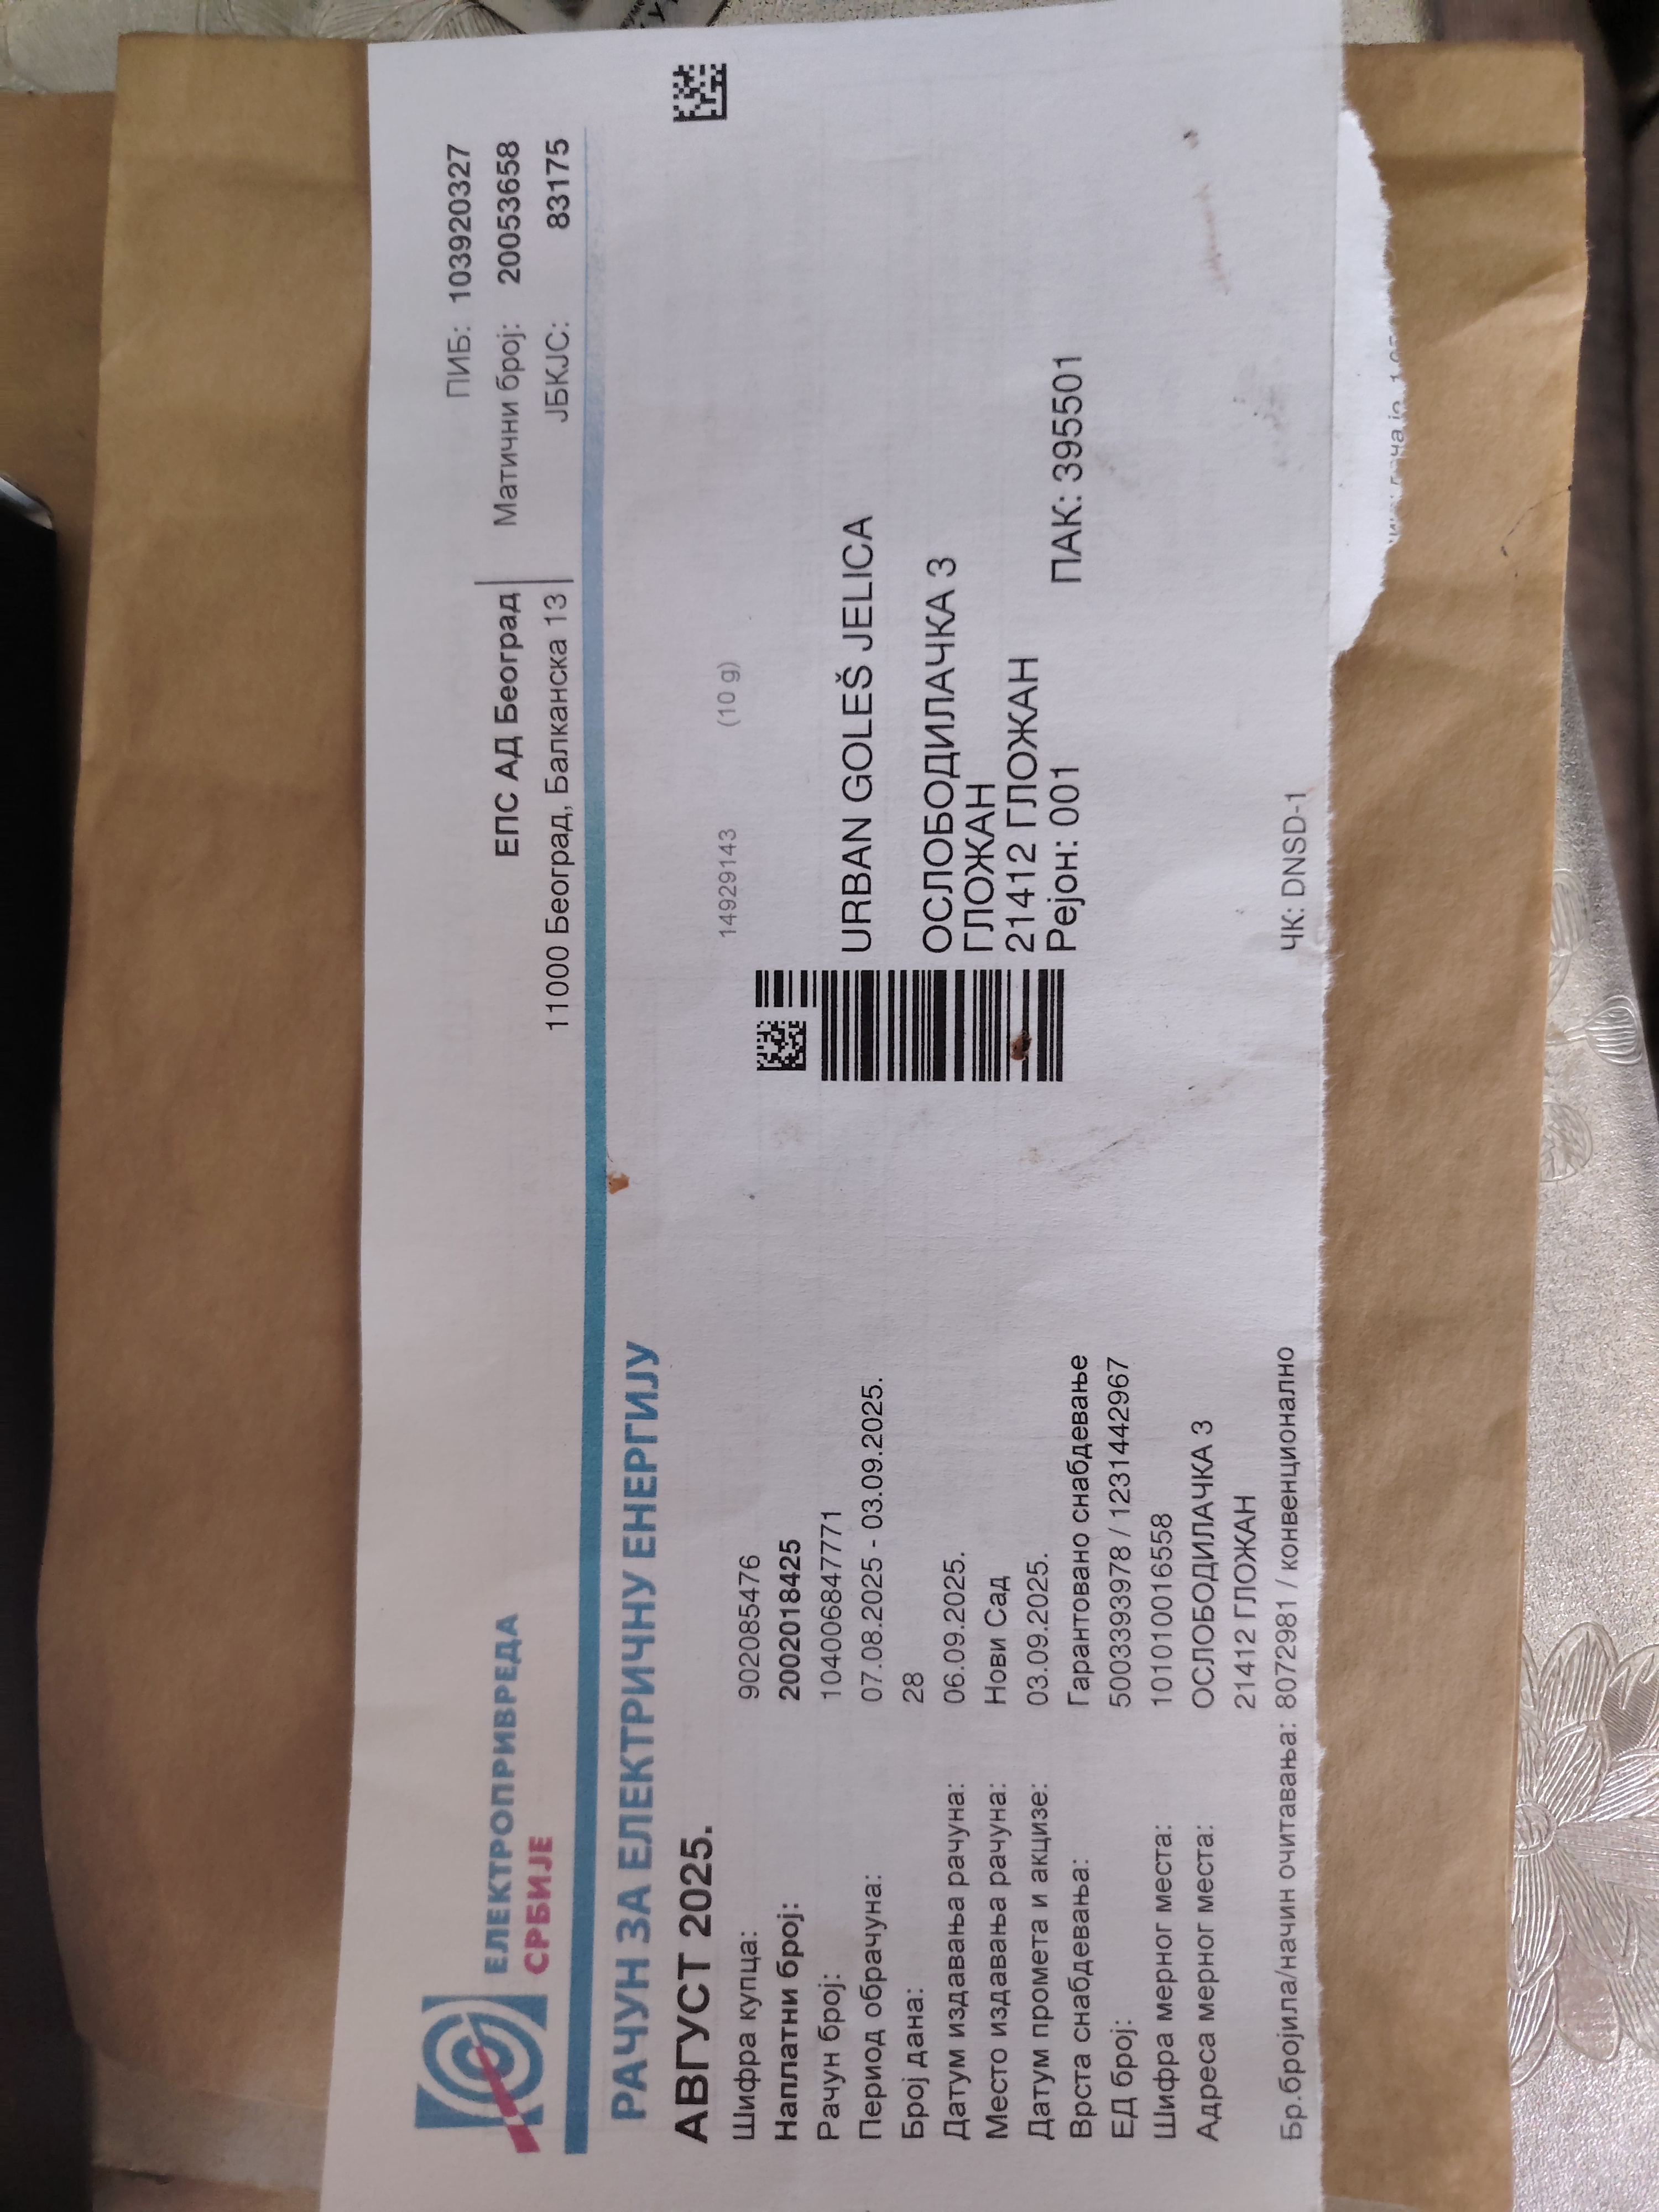 ЕЛЕКТРОПРИВРЕДА
СРБИЈЕ
ЕПС АД Београд
11000 Београд, Балканска 13
ПИБ: 103920327
Матични број: 20053658
ЈБКЈС: 83175
РАЧУН ЗА ЕЛЕКТРИЧНУ ЕНЕРГИЈУ
АВГУСТ 2025.
Шифра купца: 902085476
Наплатни број: 2002018425
Рачун број: 104006847771
Период обрачуна: 07.08.2025 - 03.09.2025.
Број дана: 28
Датум издавања рачуна: 06.09.2025.
Место издавања рачуна: Нови Сад
Датум промета и акцизе: 03.09.2025.
Врста снабдевања: Гарантовано снабдевање
ЕД број: 5003393978 / 1231442967
Шифра мерног места: 1010100016558
Адреса мерног места: ОСЛОБОДИЛАЧКА 3
21412 ГЛОЖАН
Бр.бројила/начин очитавања: 8072981 / конвенционално
14929143 (10 g)
URBAN GOLEŠ JELICA
ОСЛОБОДИЛАЧКА 3
ГЛОЖАН
21412 ГЛОЖАН
Рејон: 001 ПАК: 395501
ЧК: DNSD-1